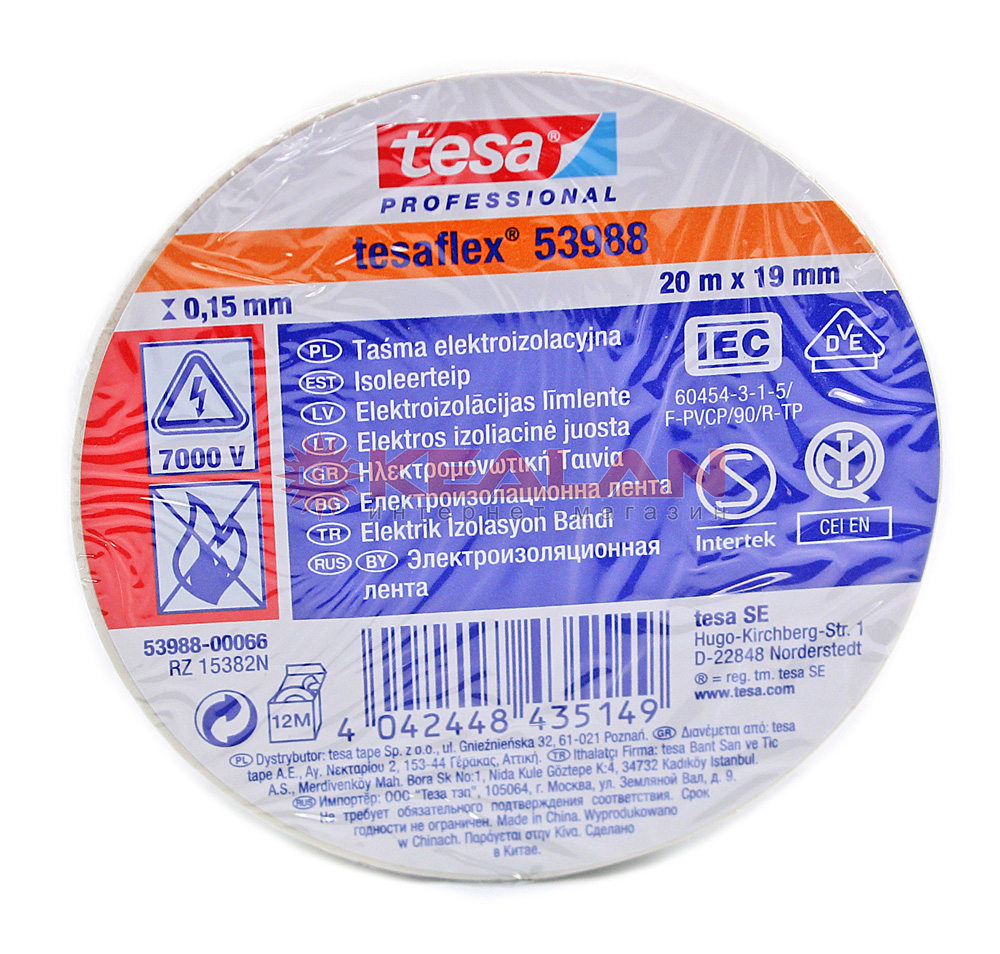 tesa®
PROFESSIONAL
tesaflex® 53988
20 m x 19 mm
0,15 mm
7000 V
PL Taśma elektroizolacyjna
EST Isoleerteip
LV Elektroizolācijas līmlente
LT Elektros izoliacinė juosta
GR Ηλεκτρομονωτική Ταινία
BG Електроизолационна лента
TR Elektrik İzolasyon Bandı
RUS BY Электроизоляционная
лента
IEC
60454-3-1-5/
F-PVCP/90/R-TP
VDE
S
Intertek
CEI EN
KEALAN
интернет магазин
53988-00066
RZ 15382N
12M
4 042448 435149
tesa SE
Hugo-Kirchberg-Str. 1
D-22848 Norderstedt
® = reg. tm. tesa SE
www.tesa.com
PL Dystrybutor: tesa tape Sp. z o.o., ul. Gnieźnieńska 32, 61-021 Poznań. GR Διανέμεται από: tesa
tape A.E., Αγ. Νεκταρίου 2, 153-44 Γέρακας, Αττική. TR Ithalatçi Firma: tesa Bant San ve Tic
A.S., Merdivenköy Mah. Bora Sk No:1, Nida Kule Göztepe K:4, 34732 Kadıköy Istanbul.
RUS Импортёр: ООО "Теза тэп", 105064, г. Москва, ул. Земляной Вал, д. 9.
Не требует обязательного подтверждения соответствия. Срок
годности не ограничен. Made in China. Wyprodukowano
w Chinach. Παράγεται στην Κίνα. Сделано
в Китае.